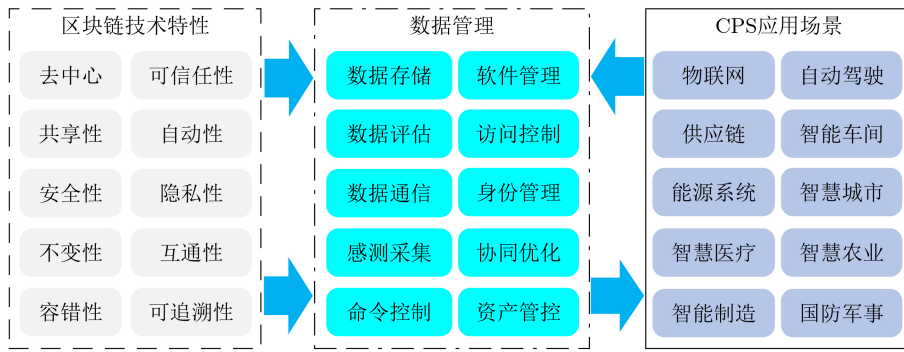 区块链技术特性
去中心 可信任性
共享性 自动性
安全性 隐私性
不变性 互通性
容错性 可追溯性
数据管理
数据存储 软件管理
数据评估 访问控制
数据通信 身份管理
感测采集 协同优化
命令控制 资产管控
CPS应用场景
物联网 自动驾驶
供应链 智能车间
能源系统 智慧城市
智慧医疗 智慧农业
智能制造 国防军事